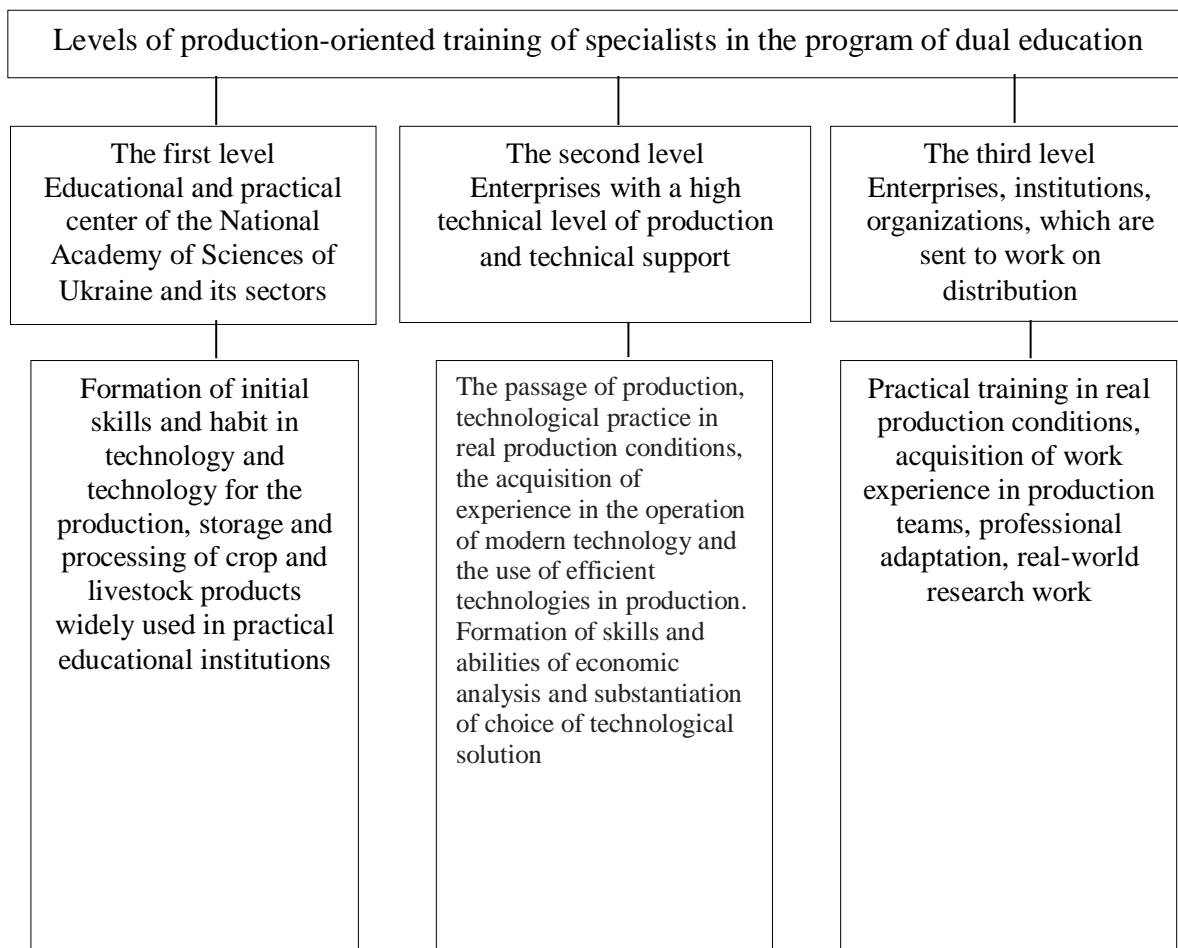 Levels of production-oriented training of specialists in the program of dual education
The first level
Educational and practical
center of the National
Academy of Sciences of
Ukraine and its sectors
The second level
Enterprises with a high
technical level of production
and technical support
The third level
Enterprises, institutions,
organizations, which are
sent to work on
distribution
Formation of initial
skills and habit in
technology and
technology for the
production, storage and
processing of crop and
livestock products
widely used in practical
educational institutions
The passage of production,
technological practice in
real production conditions,
the acquisition of
experience in the operation
of modern technology and
the use of efficient
technologies in production.
Formation of skills and
abilities of economic
analysis and substantiation
of choice of technological
solution
Practical training in real
production conditions,
acquisition of work
experience in production
teams, professional
adaptation, real-world
research work